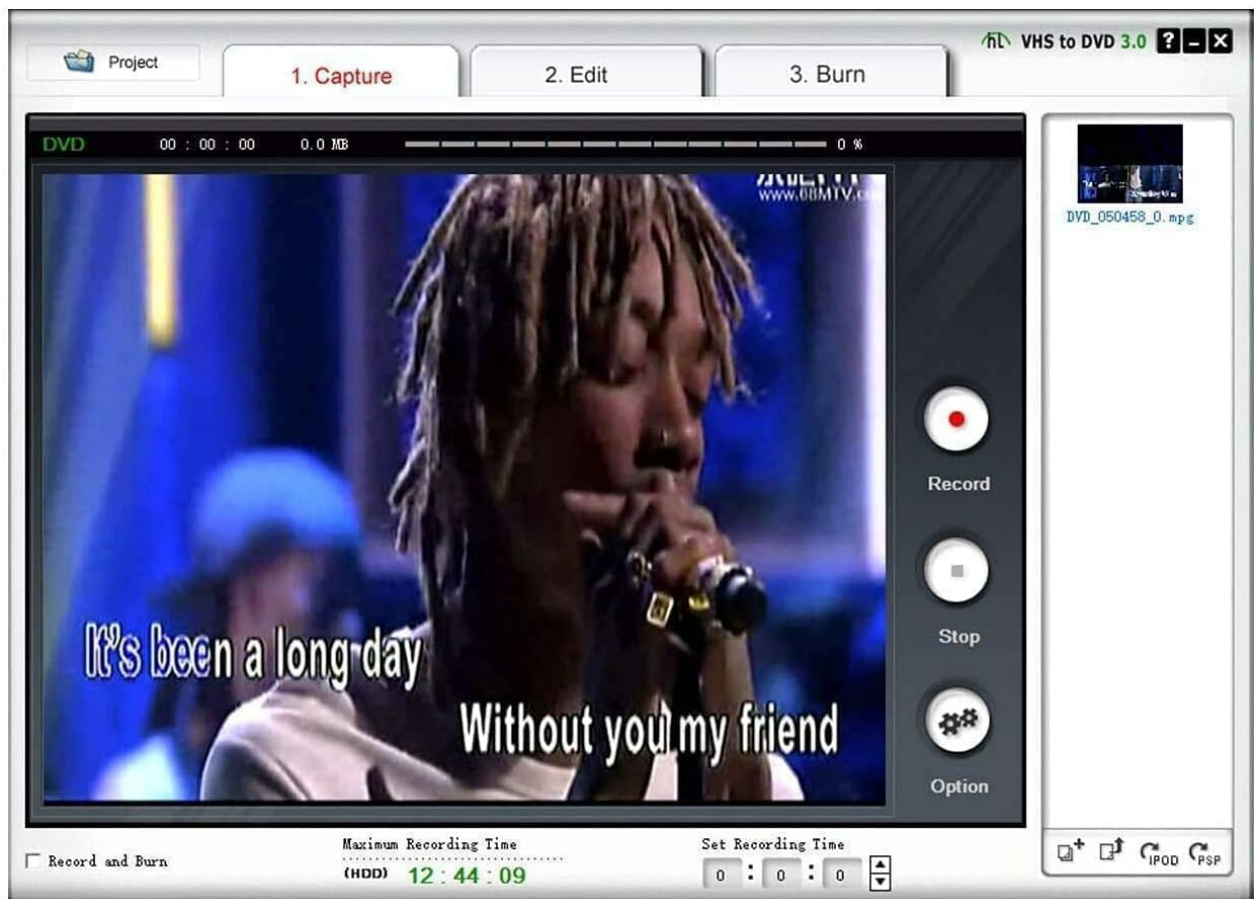 Project
1. Capture
2. Edit
3. Burn
VHS to DVD 3.0
?
DVD
00 : 00 : 00
0.0 MB
0 %
www.68MTV.c
DVD_050458_0.mpg
Record
Stop
It's been a long day
Without you my friend
Option
Record and Burn
Maximum Recording Time
(HDD) 12 : 44 : 09
Set Recording Time
0 : 0 : 0
IPOD
PSP